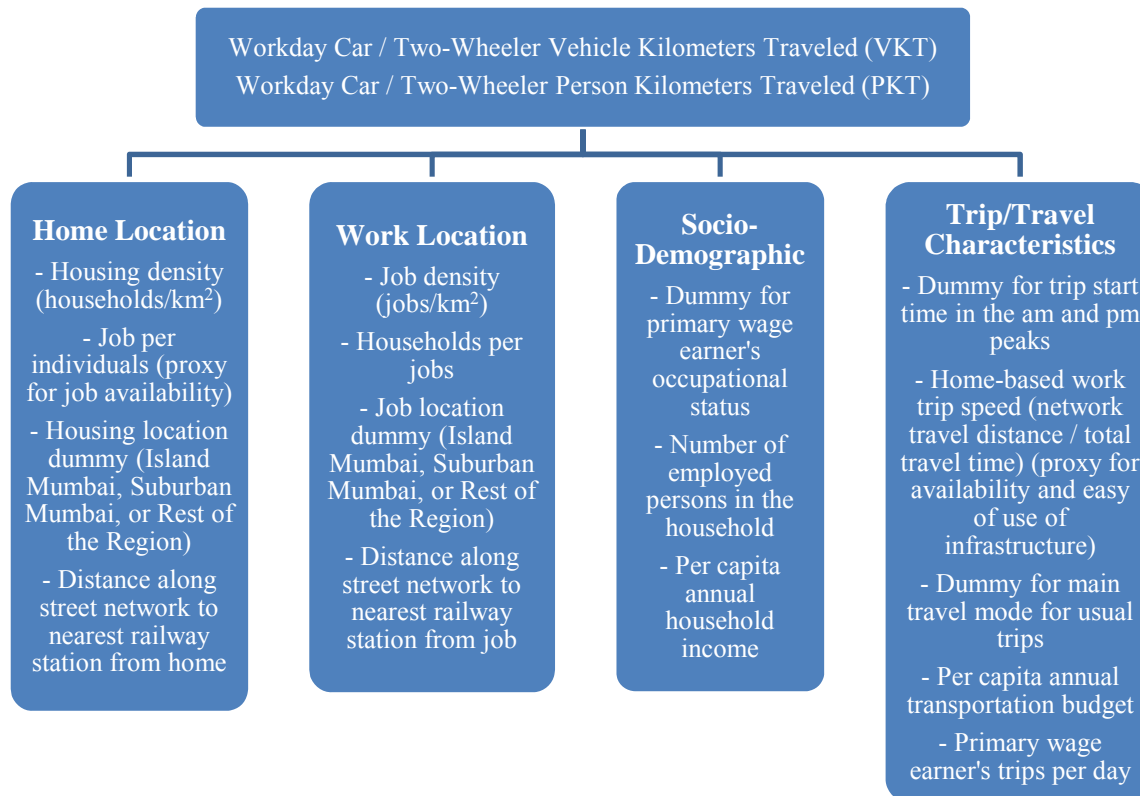 Workday Car / Two-Wheeler Vehicle Kilometers Traveled (VKT)
Workday Car / Two-Wheeler Person Kilometers Traveled (PKT)
Home Location
- Housing density
(households/km²)
- Job per
individuals (proxy
for job availability)
- Housing location
dummy (Island
Mumbai, Suburban
Mumbai, or Rest of
the Region)
- Distance along
street network to
nearest railway
station from home
Work Location
- Job density
(jobs/km²)
- Households per
jobs
- Job location
dummy (Island
Mumbai, Suburban
Mumbai, or Rest of
the Region)
- Distance along
street network to
nearest railway
station from job
Socio-
Demographic
- Dummy for
primary wage
earner's
occupational
status
- Number of
employed
persons in the
household
- Per capita
annual
household
income
Trip/Travel
Characteristics
- Dummy for trip start
time in the am and pm
peaks
- Home-based work
trip speed (network
travel distance / total
travel time) (proxy for
availability and easy
of use of
infrastructure)
- Dummy for main
travel mode for usual
trips
- Per capita annual
transportation budget
- Primary wage
earner's trips per day